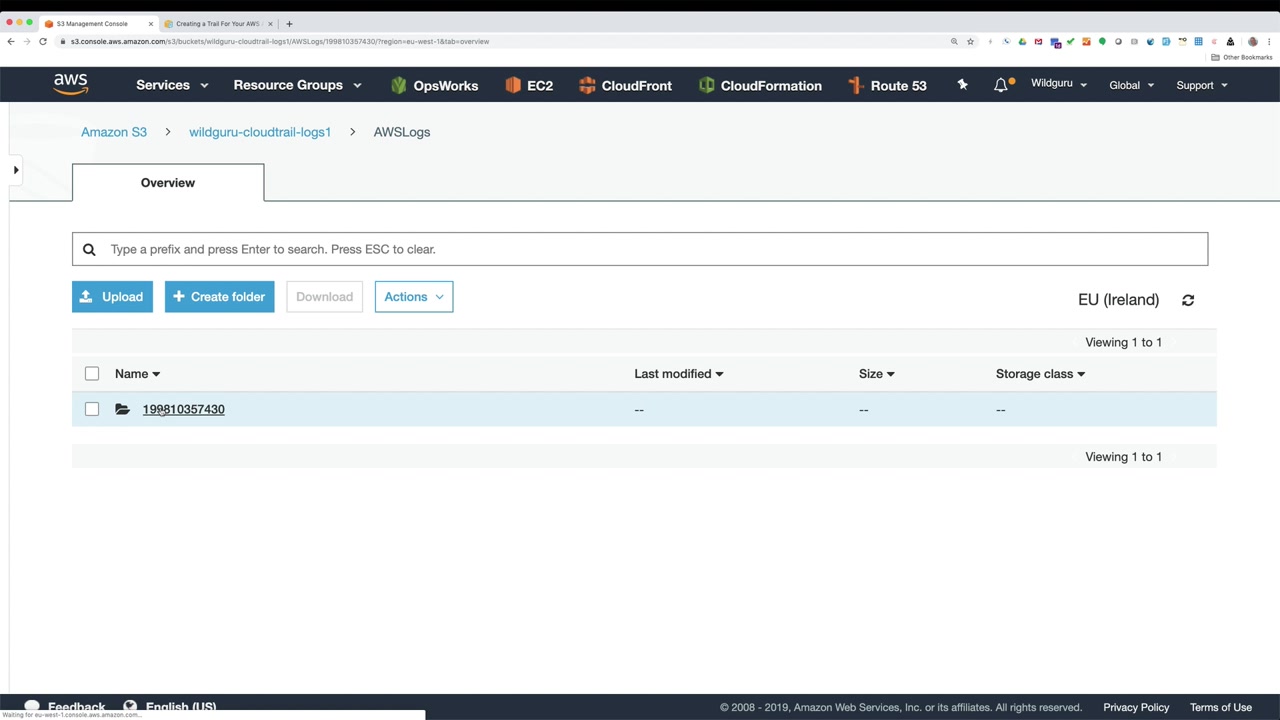 S3 Management Console
Creating a Trail For Your AWS
s3.console.aws.amazon.com/s3/buckets/wildguru-cloudtrail-logs1/AWSLogs/199810357430/?region=eu-west-1&tab=overview
Other Bookmarks
aws Services Resource Groups OpsWorks EC2 CloudFront CloudFormation Route 53 Wildguru Global Support
Amazon S3 > wildguru-cloudtrail-logs1 > AWSLogs
Overview
Type a prefix and press Enter to search. Press ESC to clear.
Upload + Create folder Download Actions EU (Ireland)
Viewing 1 to 1
Name Last modified Size Storage class
199810357430 -- -- --
Viewing 1 to 1
Feedback English (US) © 2008 - 2019, Amazon Web Services, Inc. or its affiliates. All rights reserved. Privacy Policy Terms of Use
Waiting for eu-west-1.console.aws.amazon.com...